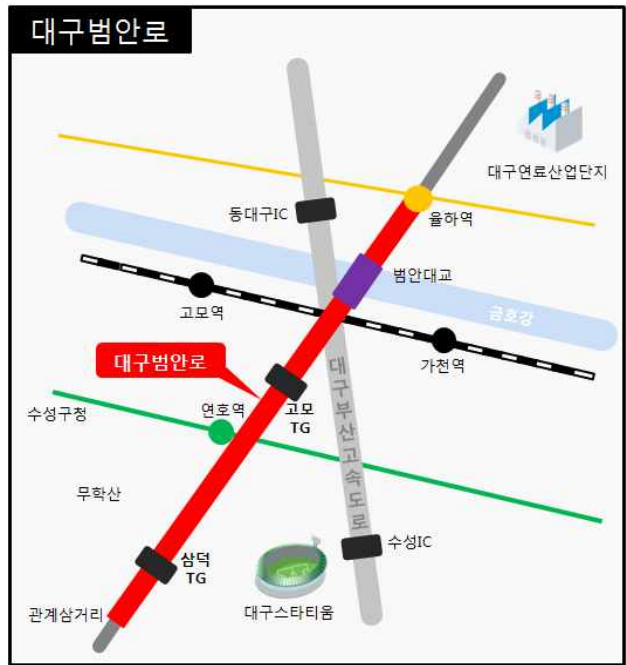 대구범안로
대구연료산업단지
동대구IC
율하역
범안대교
금호강
고모역
가천역
대구범안로
고모
TG
연호역
수성구청
대구부산고속도로
무학산
수성IC
삼덕
TG
대구스타티움
관계삼거리